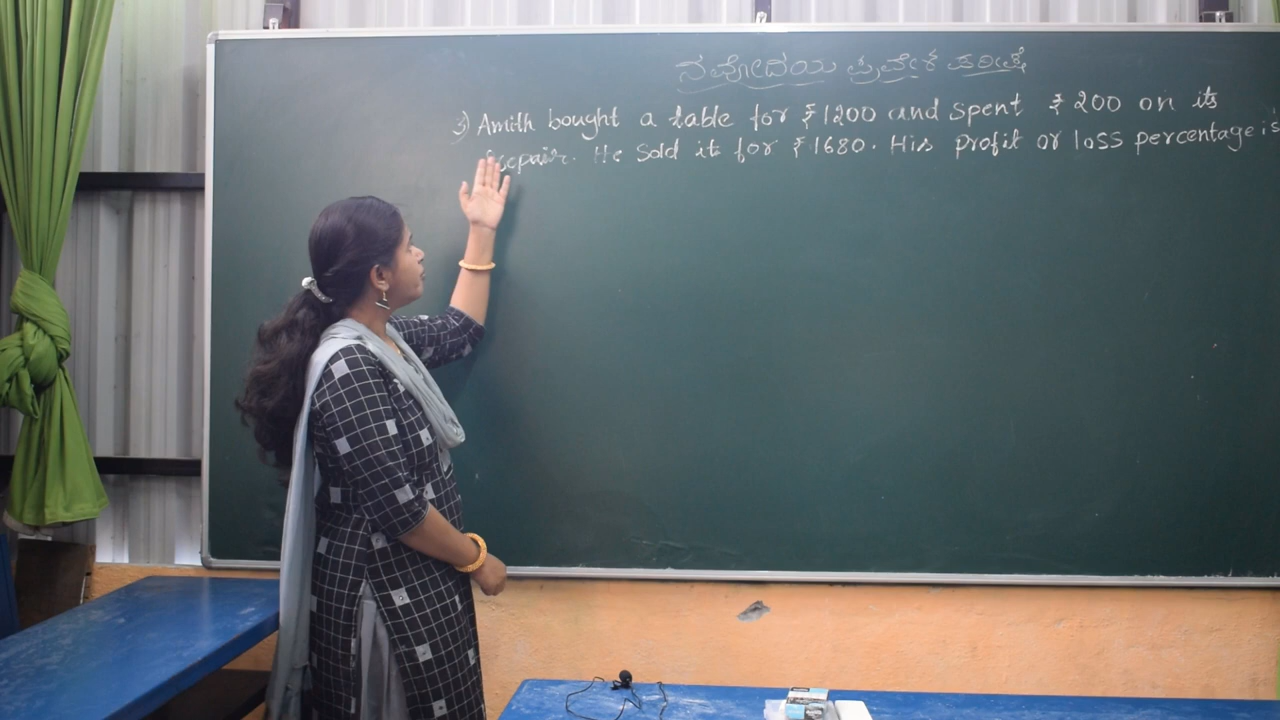 ನವೋದಯ ಪ್ರವೇಶ ಪರೀಕ್ಷೆ
3) Amith bought a table for ₹1200 and spent ₹200 on its
repair. He sold it for ₹1680. His profit or loss percentage is